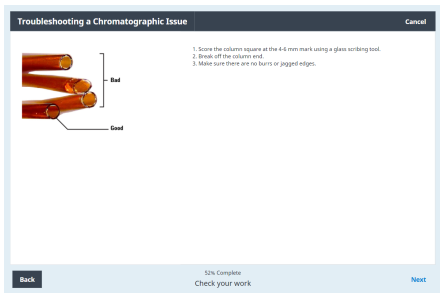 Troubleshooting a Chromatographic Issue
Cancel
Bad
Good
1. Score the column square at the 4-6 mm mark using a glass scribing tool.
2. Break off the column end.
3. Make sure there are no burrs or jagged edges.
52% Complete
Back
Check your work
Next